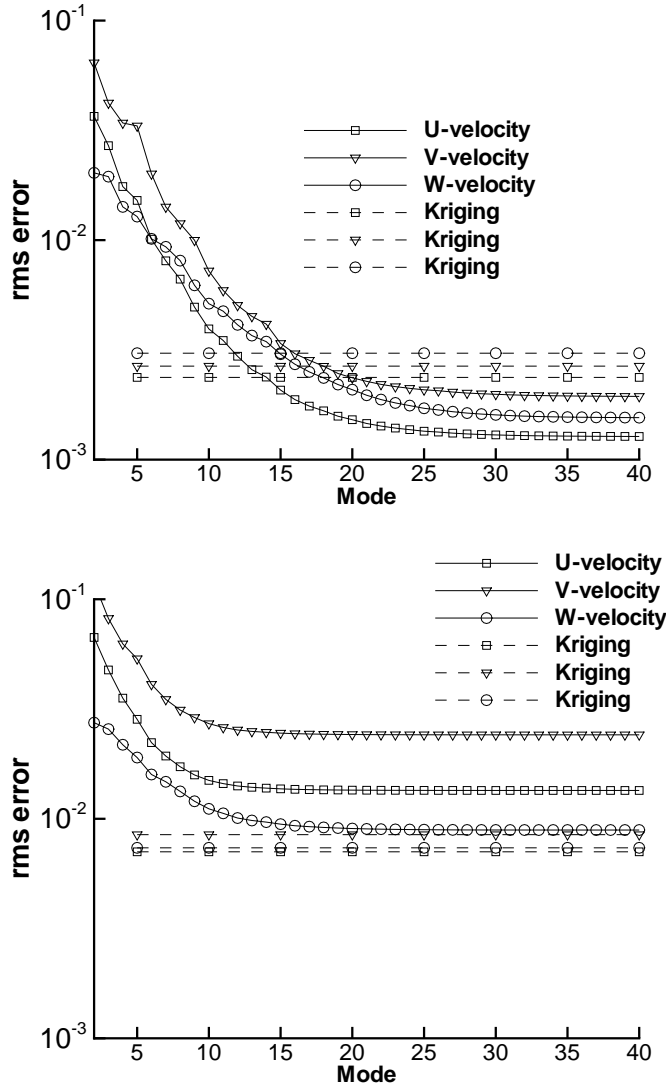 10-1
U-velocity
V-velocity
W-velocity
Kriging
Kriging
Kriging
rms error
10-2
10-3
5 10 15 20 25 30 35 40
Mode
U-velocity
V-velocity
W-velocity
Kriging
Kriging
Kriging
10-1
rms error
10-2
10-3
5 10 15 20 25 30 35 40
Mode